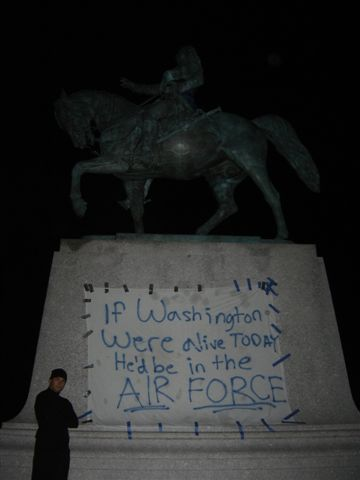 If Washington
Were alive TODAY
He'd be in the
AIR FORCE